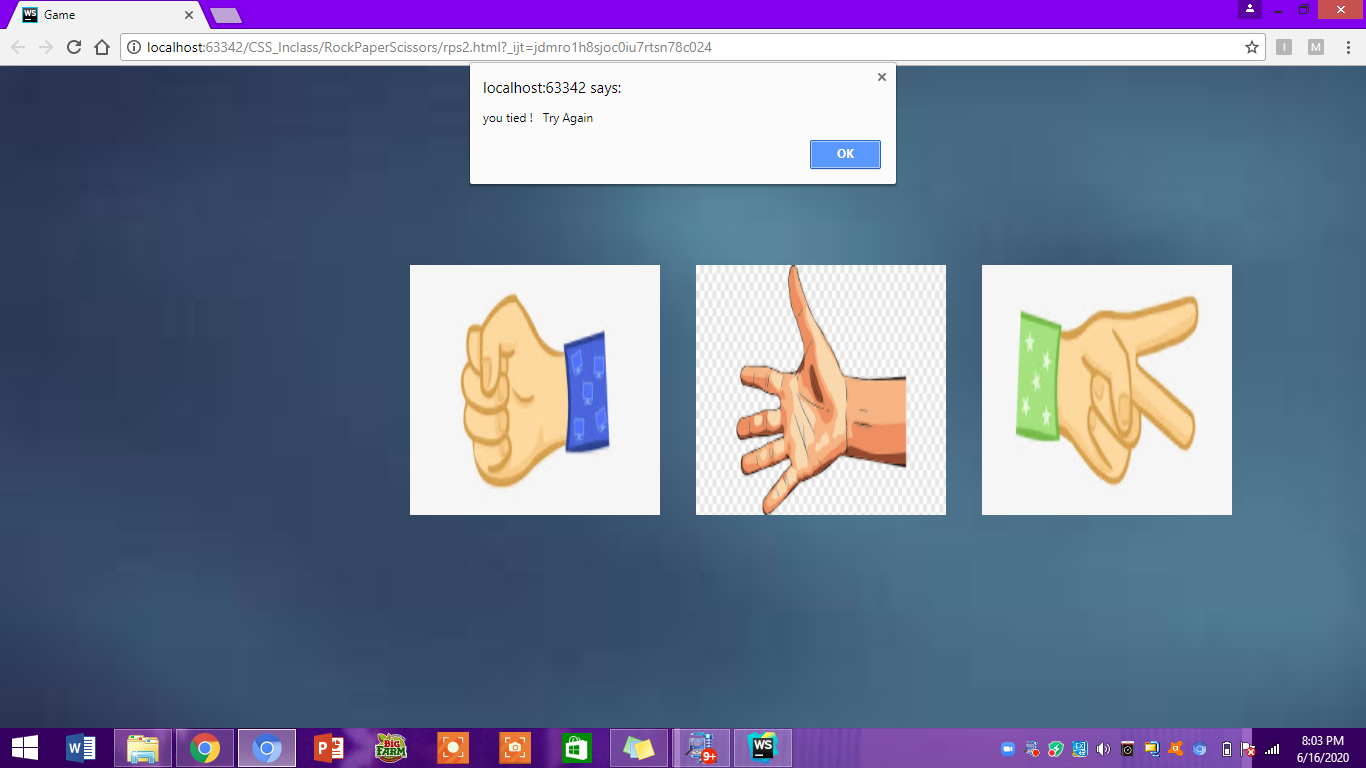 WS Game
localhost:63342/CSS_Inclass/RockPaperScissors/rps2.html?_ijt=jdmro1h8sjoc0iu7rtsn78c024
I M
localhost:63342 says:
you tied ! Try Again
OK
W P BIG FARM 9+ WS
8:03 PM
6/16/2020